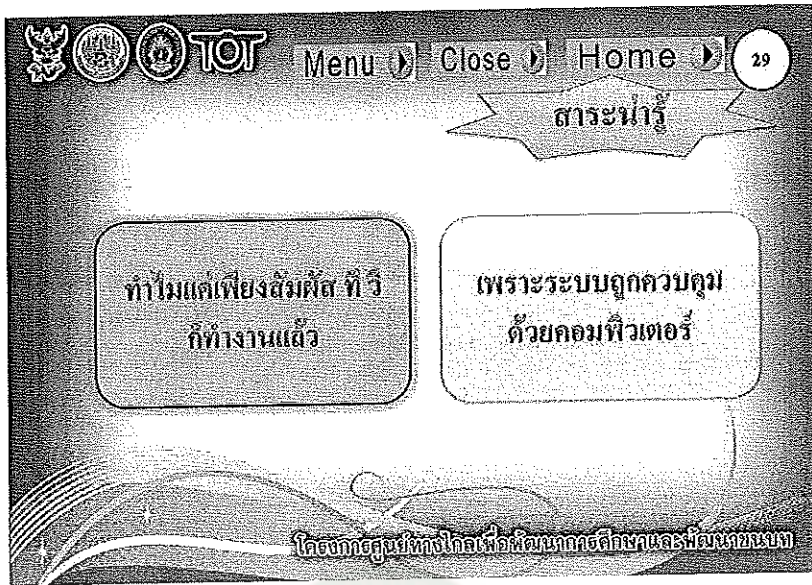 TOT
Menu Close Home 29
สาระน่ารู้
ทำไมแค่เพียงสัมผัส ที วี
ก็ทำงานแล้ว
เพราะระบบถูกควบคุม
ด้วยคอมพิวเตอร์
โครงการศูนย์ทางไกลเพื่อพัฒนาการศึกษาและพัฒนาชนบท